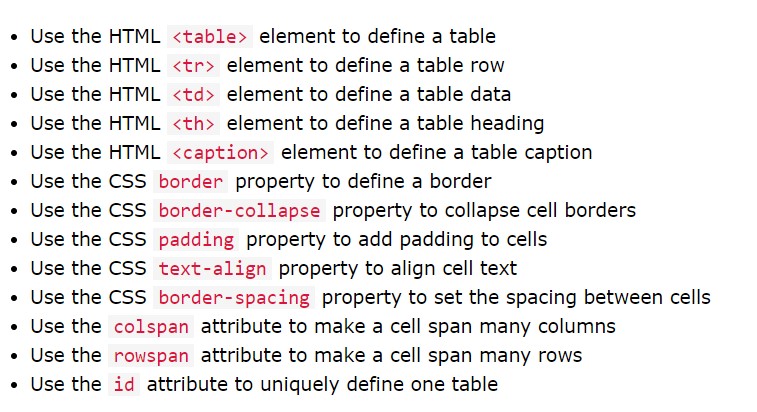 Use the HTML <table> element to define a table
Use the HTML <tr> element to define a table row
Use the HTML <td> element to define a table data
Use the HTML <th> element to define a table heading
Use the HTML <caption> element to define a table caption
Use the CSS border property to define a border
Use the CSS border-collapse property to collapse cell borders
Use the CSS padding property to add padding to cells
Use the CSS text-align property to align cell text
Use the CSS border-spacing property to set the spacing between cells
Use the colspan attribute to make a cell span many columns
Use the rowspan attribute to make a cell span many rows
Use the id attribute to uniquely define one table